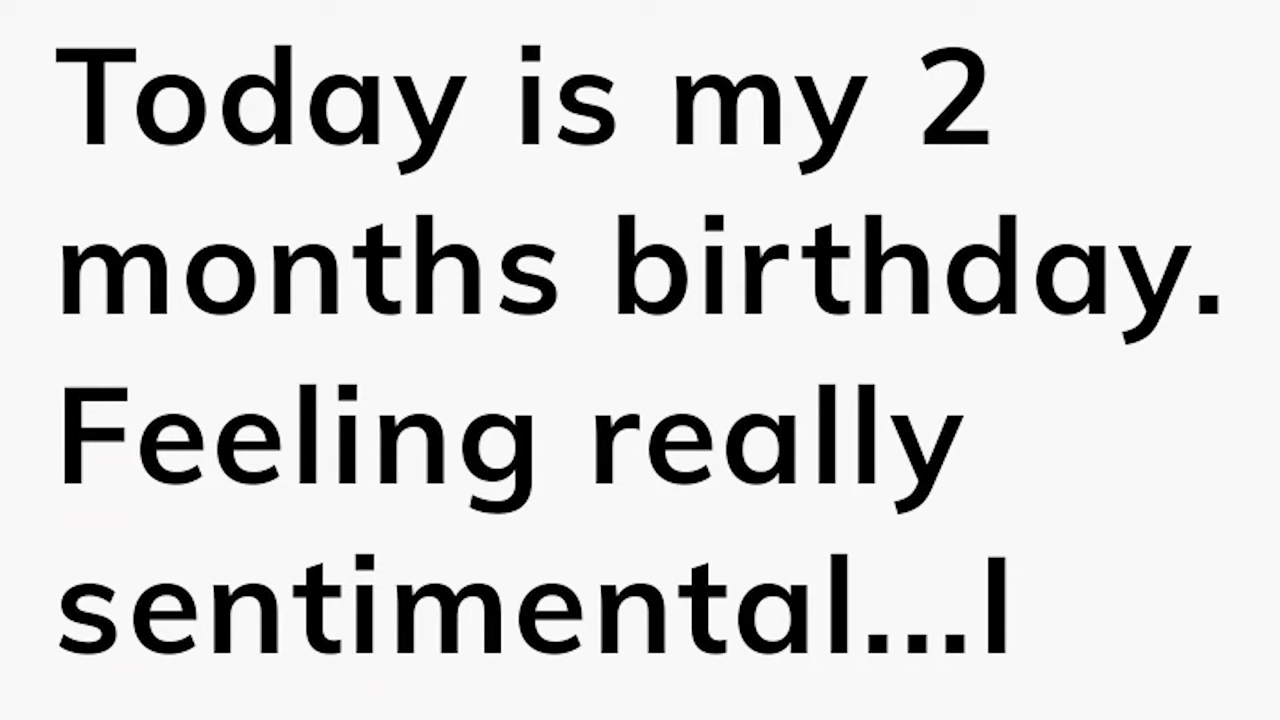 Today is my 2
months birthday.
Feeling really
sentimental...I